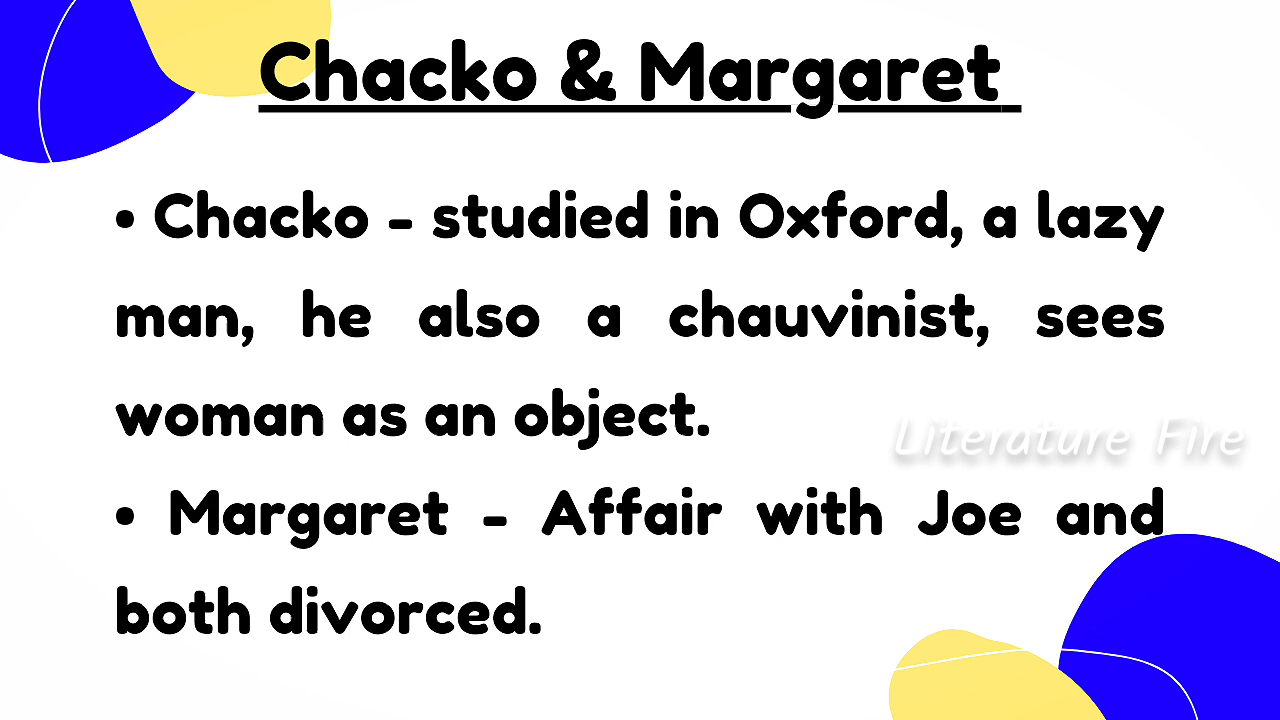 Chacko & Margaret
• Chacko - studied in Oxford, a lazy
man, he also a chauvinist, sees
woman as an object.
Literature Fire
• Margaret - Affair with Joe and
both divorced.